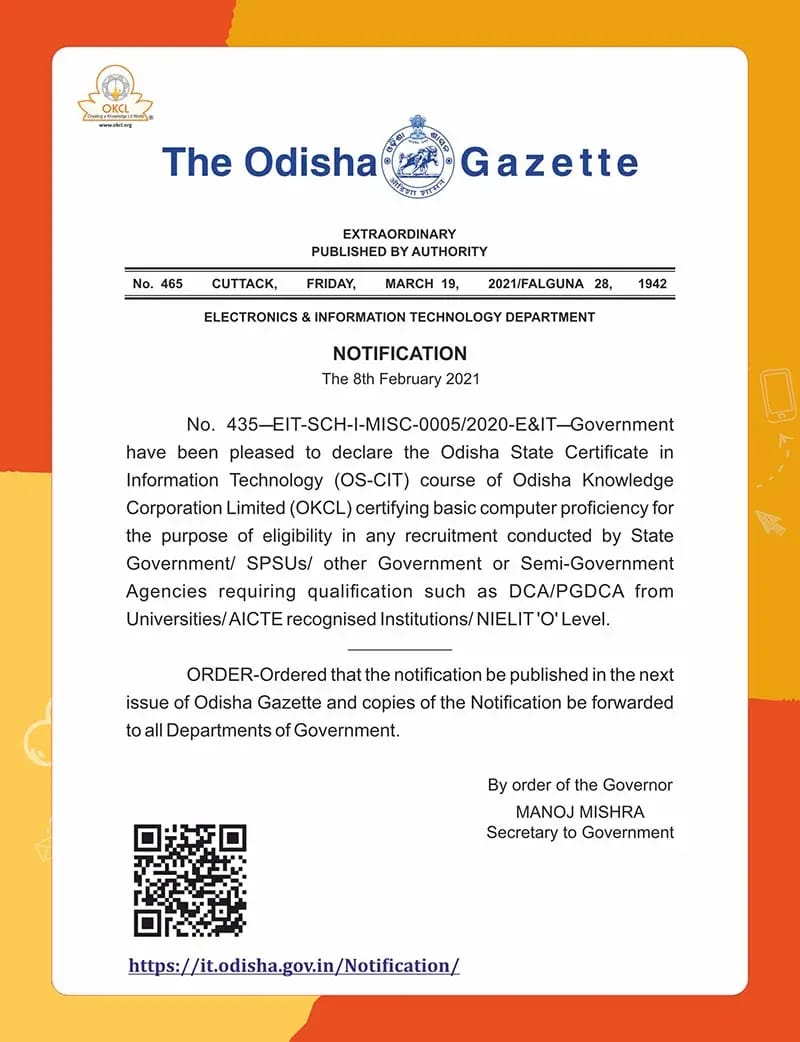 OKCL
Creating a Knowledge Lit World
®
www.okcl.org
The Odisha Gazette
EXTRAORDINARY
PUBLISHED BY AUTHORITY
No. 465 CUTTACK, FRIDAY, MARCH 19, 2021/FALGUNA 28, 1942
ELECTRONICS & INFORMATION TECHNOLOGY DEPARTMENT
NOTIFICATION
The 8th February 2021
No. 435—EIT-SCH-I-MISC-0005/2020-E&IT—Government
have been pleased to declare the Odisha State Certificate in
Information Technology (OS-CIT) course of Odisha Knowledge
Corporation Limited (OKCL) certifying basic computer proficiency for
the purpose of eligibility in any recruitment conducted by State
Government/ SPSUs/ other Government or Semi-Government
Agencies requiring qualification such as DCA/PGDCA from
Universities/ AICTE recognised Institutions/ NIELIT 'O' Level.
ORDER-Ordered that the notification be published in the next
issue of Odisha Gazette and copies of the Notification be forwarded
to all Departments of Government.
By order of the Governor
MANOJ MISHRA
Secretary to Government
https://it.odisha.gov.in/Notification/